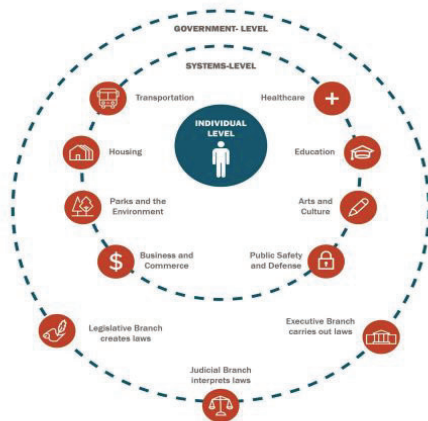 GOVERNMENT- LEVEL
SYSTEMS-LEVEL
Transportation
Healthcare
INDIVIDUAL
LEVEL
Housing
Education
Parks and the
Environment
Arts and
Culture
$
Business and
Commerce
Public Safety
and Defense
Legislative Branch
creates laws
Executive Branch
carries out laws
Judicial Branch
interprets laws